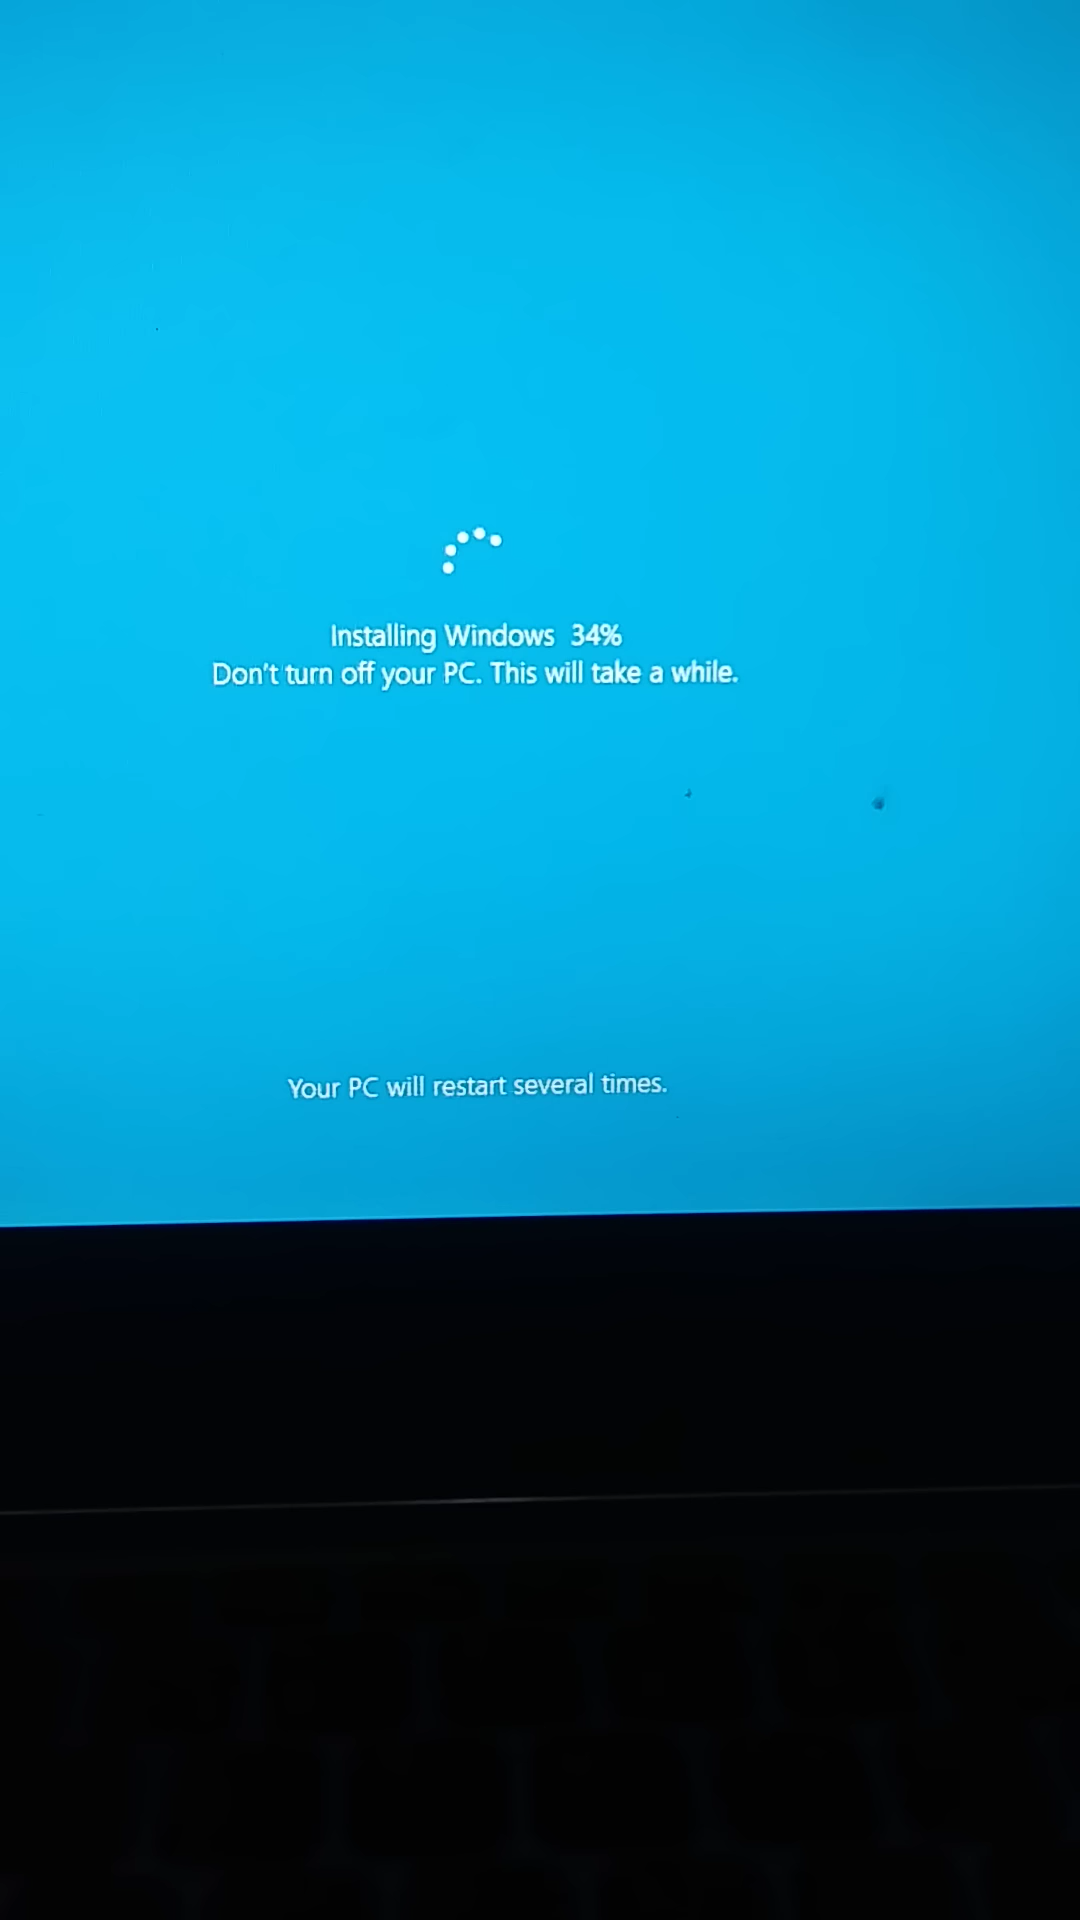 Installing Windows 34%
Don't turn off your PC. This will take a while.
Your PC will restart several times.